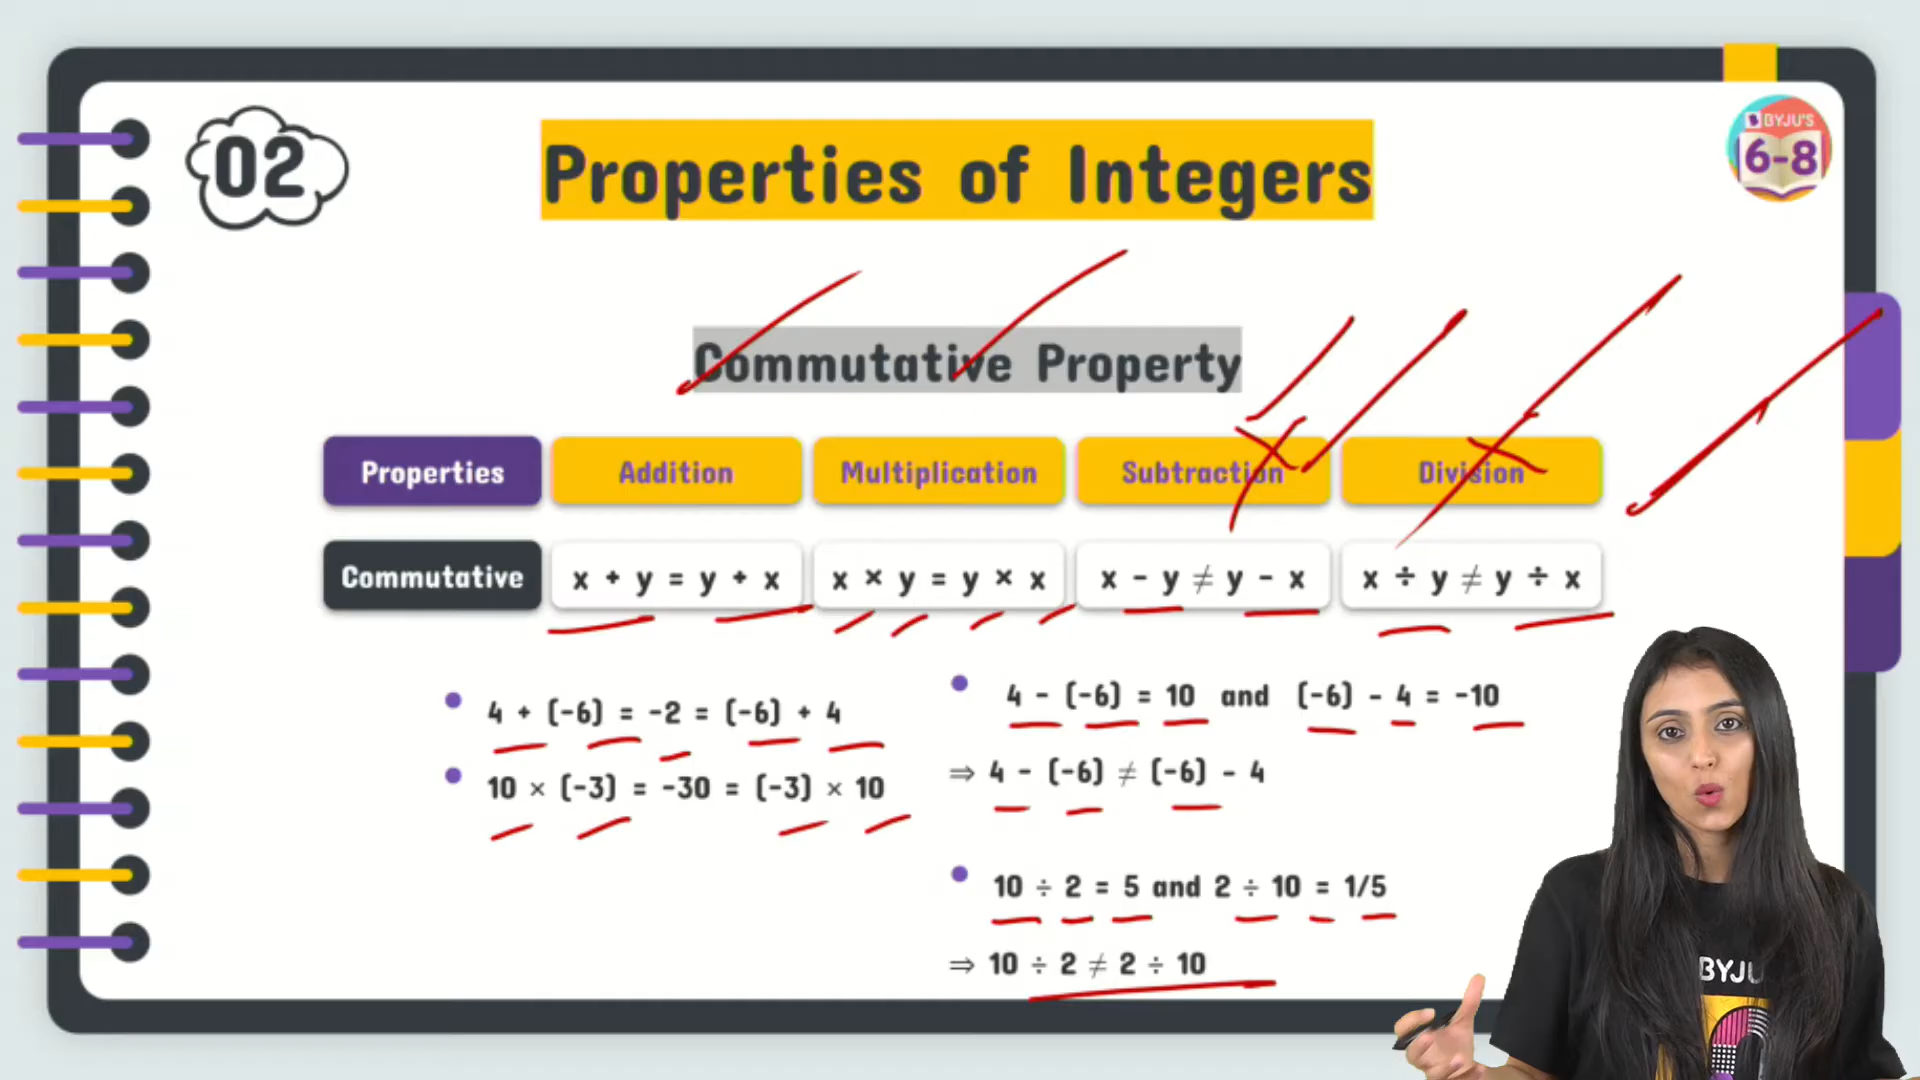 02
Properties of Integers
BYJU'S
6-8
Commutative Property
Properties Addition Multiplication Subtraction Division
Commutative x + y = y + x x × y = y × x x - y ≠ y - x x ÷ y ≠ y ÷ x
• 4 + (-6) = -2 = (-6) + 4
• 10 × (-3) = -30 = (-3) × 10
• 4 - (-6) = 10 and (-6) - 4 = -10
⇒ 4 - (-6) ≠ (-6) - 4
• 10 ÷ 2 = 5 and 2 ÷ 10 = 1/5
⇒ 10 ÷ 2 ≠ 2 ÷ 10
BYJU